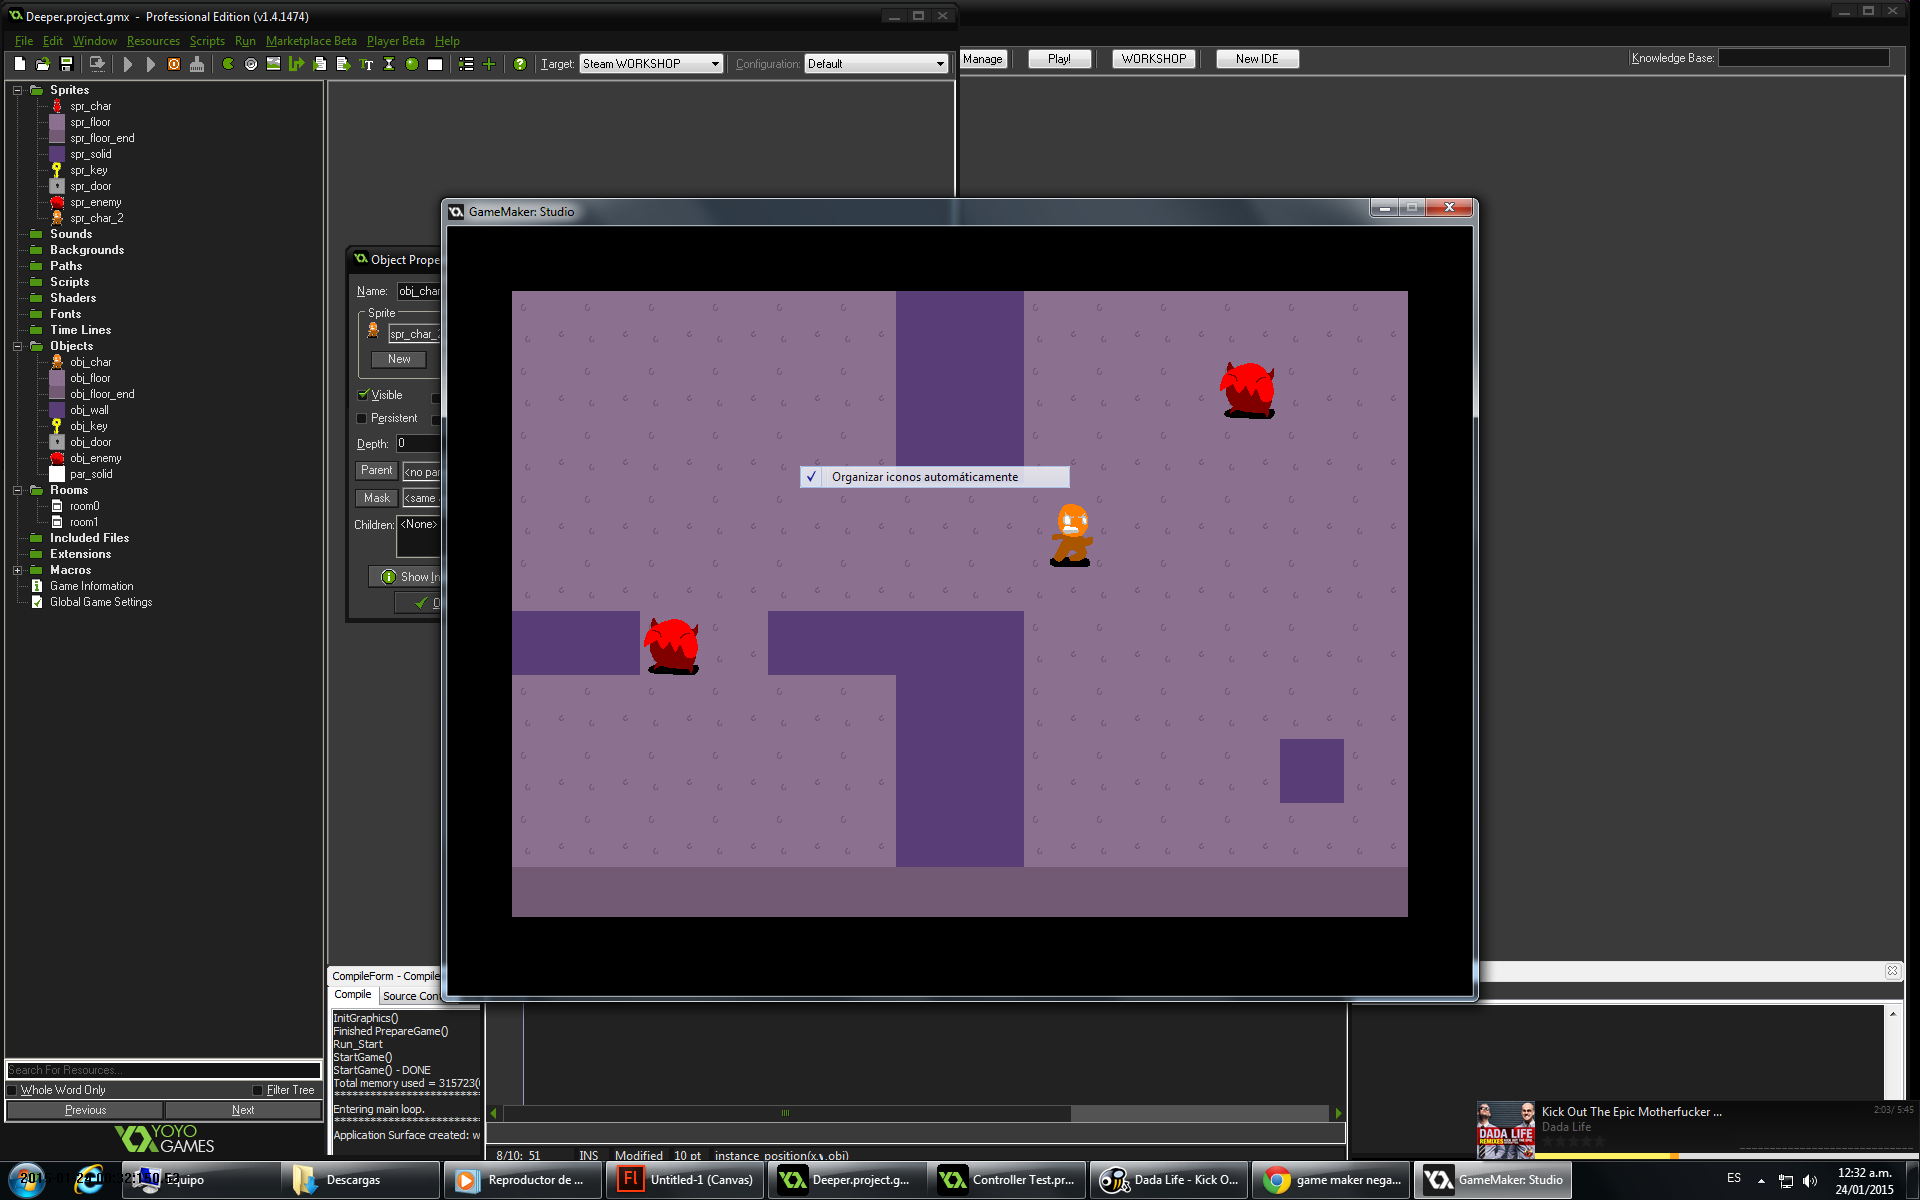 Deeper.project.gmx - Professional Edition (v1.4.1474)
File Edit Window Resources Scripts Run Marketplace Beta Player Beta Help
Target: Steam WORKSHOP Configuration: Default Manage Play! WORKSHOP New IDE Knowledge Base:
Sprites
spr_char
spr_floor
spr_floor_end
spr_solid
spr_key
spr_door
spr_enemy
spr_char_2
Sounds
Backgrounds
Paths
Scripts
Shaders
Fonts
Time Lines
Objects
obj_char
obj_floor
obj_floor_end
obj_wall
obj_key
obj_door
obj_enemy
par_solid
Rooms
room0
room1
Included Files
Extensions
Macros
Game Information
Global Game Settings
Search For Resources...
Whole Word Only Filter Tree
Previous Next
YOYO
GAMES
Object Prope
Name: obj_char
Sprite
spr_char_
New
Visible
Persistent
Depth: 0
Parent <no pa
Mask <same
Children: <None>
Show In
GameMaker: Studio
Organizar iconos automáticamente
CompileForm - Compile
Compile Source Con
InitGraphics()
Finished PrepareGame()
Run_Start
StartGame()
StartGame() - DONE
Total memory used = 315723(
Entering main loop.
Application Surface created: w
8/10: 51 INS Modified 10 pt instance_position(x,y,obj)
DADA LIFE
Kick Out The Epic Motherfucker ...
2:03/ 5:45
Dada Life
Equipo
Descargas
Reproductor de ...
Fl Untitled-1 (Canvas)
Deeper.project.g...
Controller Test.pr...
Dada Life - Kick O...
game maker nega...
GameMaker: Studio
ES
12:32 a.m.
24/01/2015